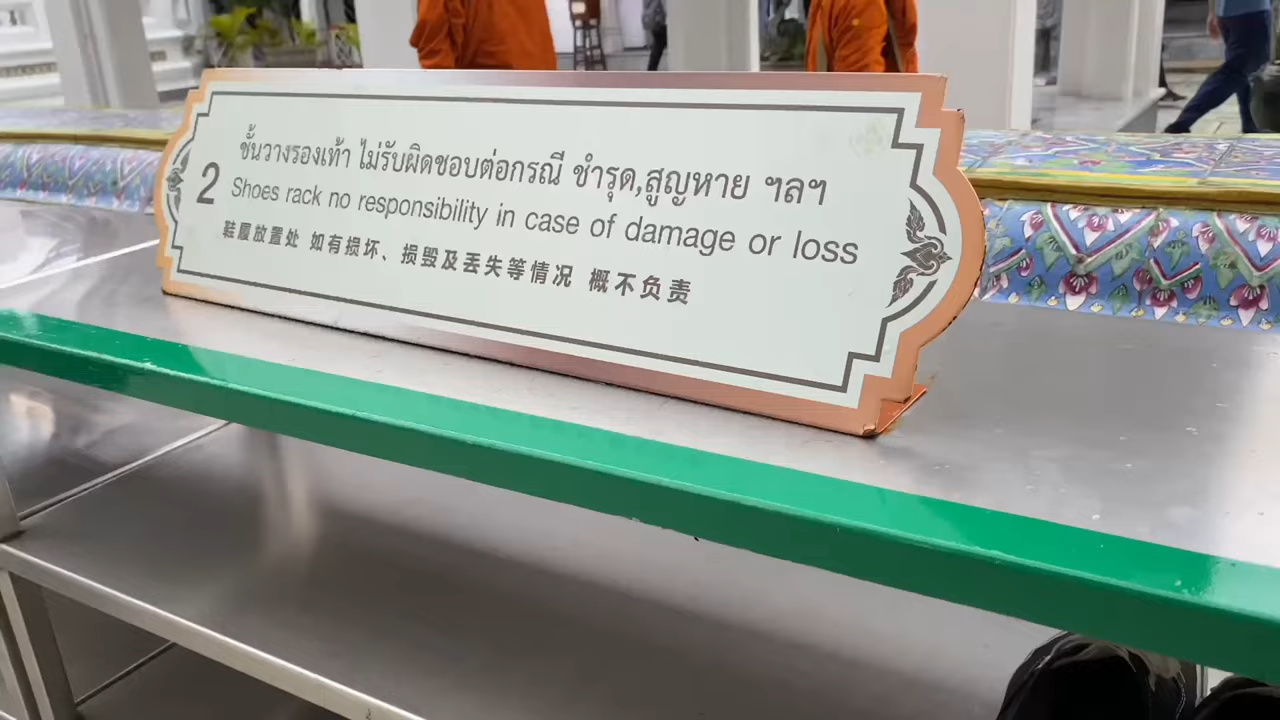 2
ชั้นวางรองเท้า ไม่รับผิดชอบต่อกรณี ชำรุด,สูญหาย ฯลฯ
Shoes rack no responsibility in case of damage or loss
鞋履放置处 如有损坏、损毁及丢失等情况 概不负责